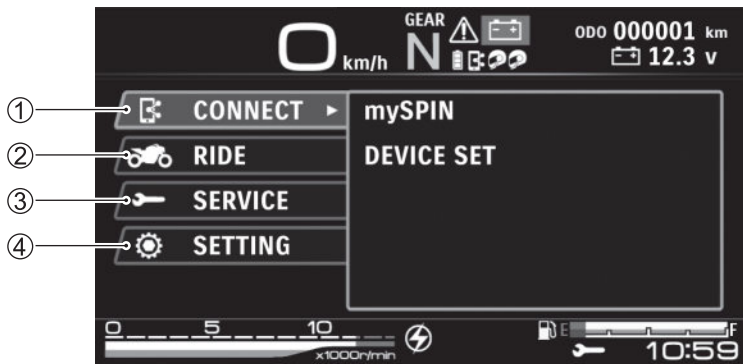 GEAR
0 km/h N
ODO 000001 km
12.3 V
① CONNECT ▸ mySPIN
② RIDE DEVICE SET
③ SERVICE
④ SETTING
0 5 10
x1000r/min
E F
10:59